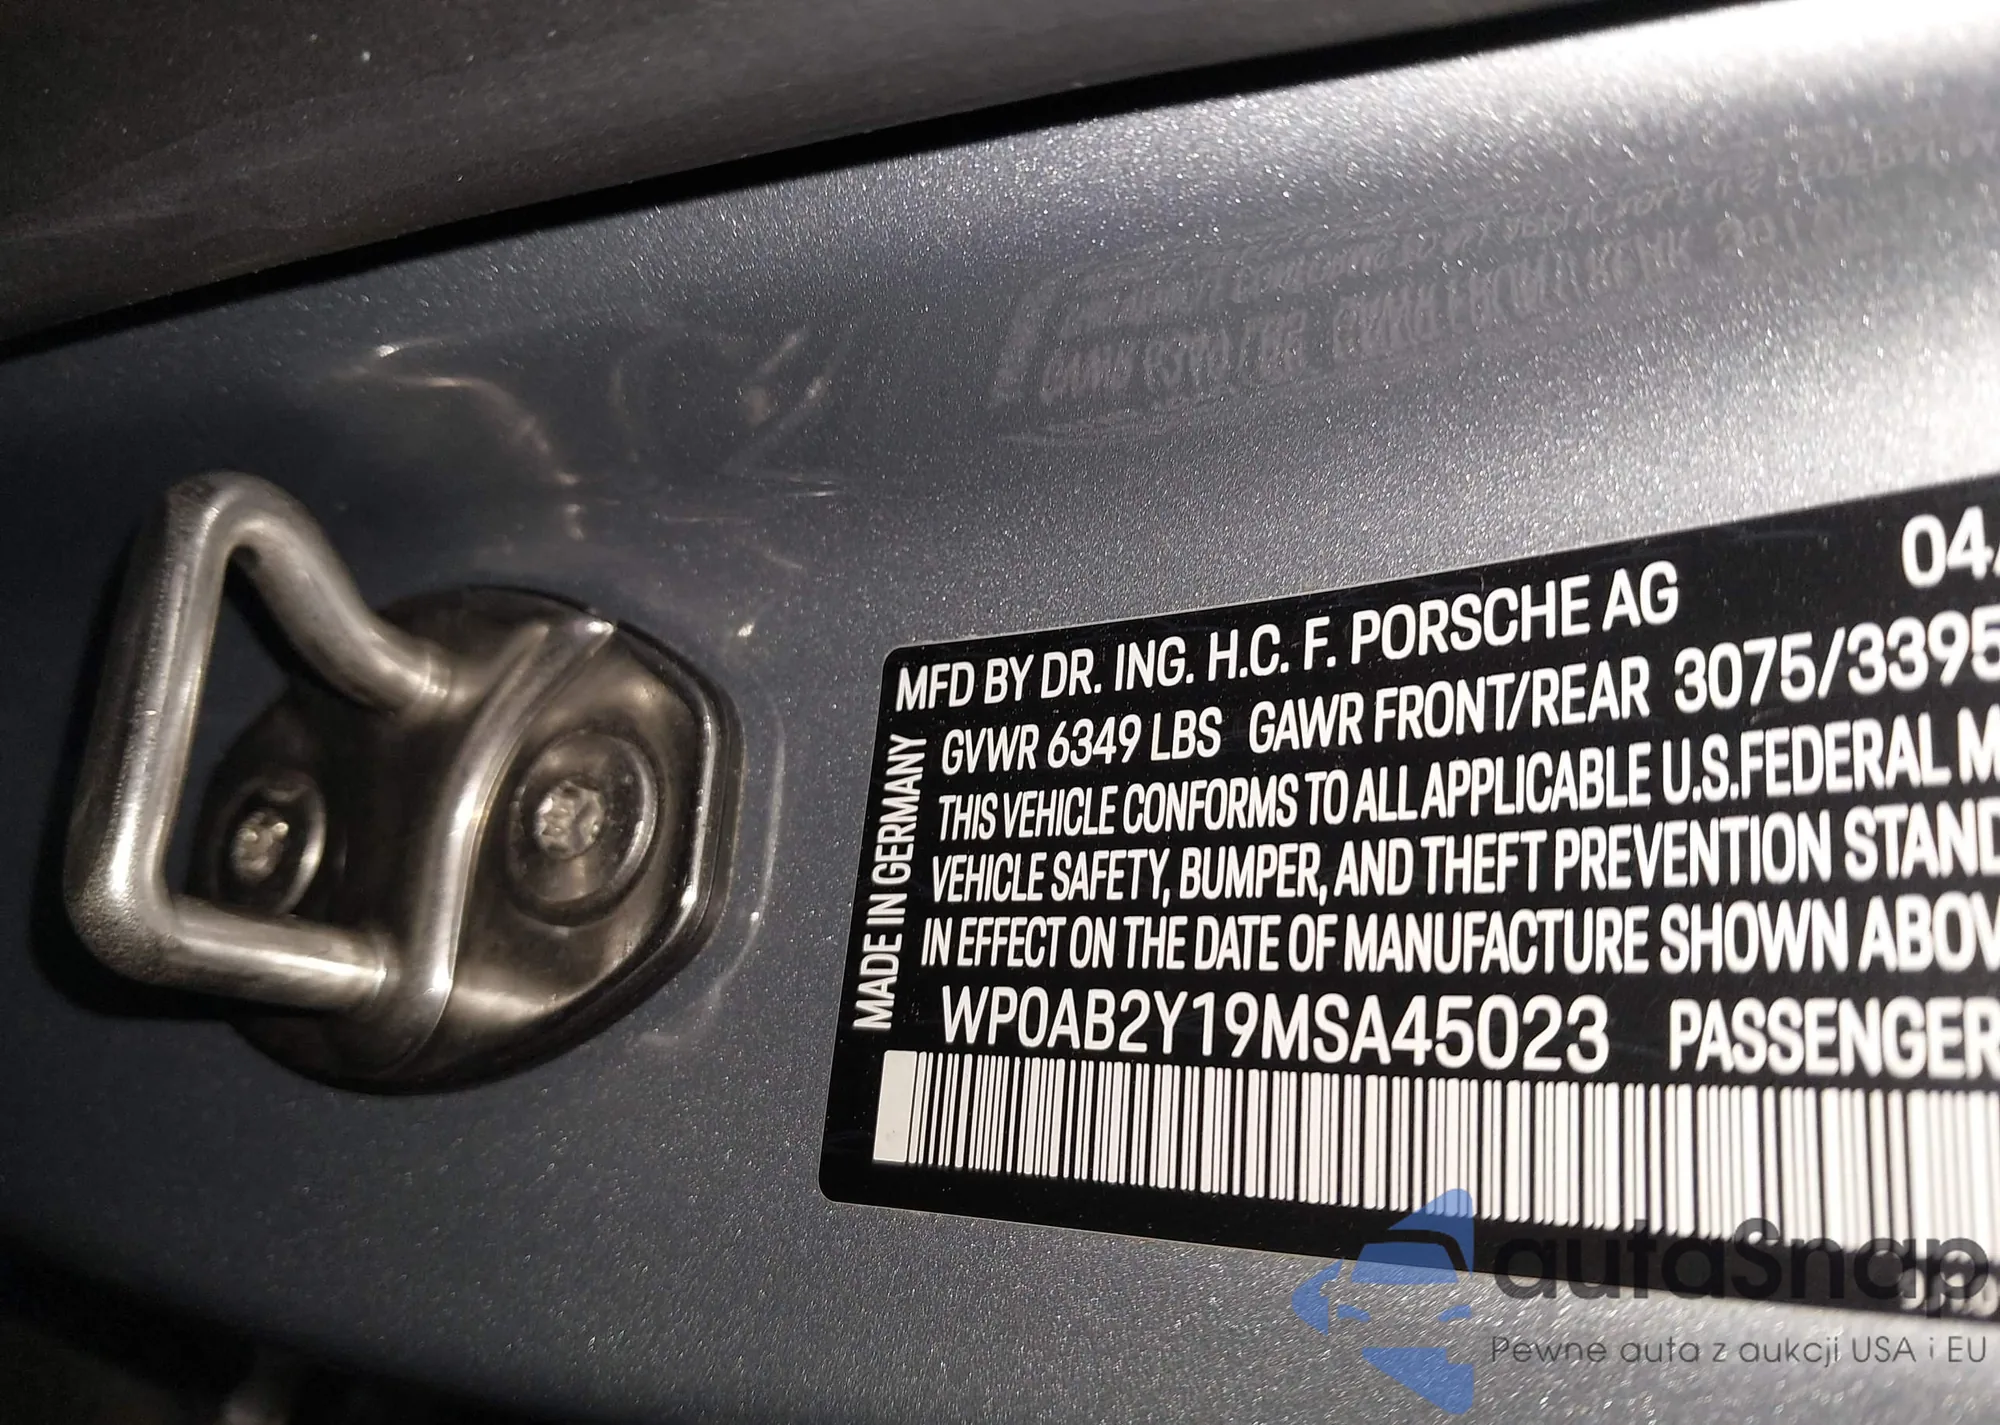 04/
MFD BY DR. ING. H.C. F. PORSCHE AG
GVWR 6349 LBS GAWR FRONT/REAR 3075/3395
THIS VEHICLE CONFORMS TO ALL APPLICABLE U.S.FEDERAL M
VEHICLE SAFETY, BUMPER, AND THEFT PREVENTION STAND
IN EFFECT ON THE DATE OF MANUFACTURE SHOWN ABOV
WP0AB2Y19MSA45023 PASSENGER
MADE IN GERMANY
autaSnap
Pewne auta z aukcji USA i EU